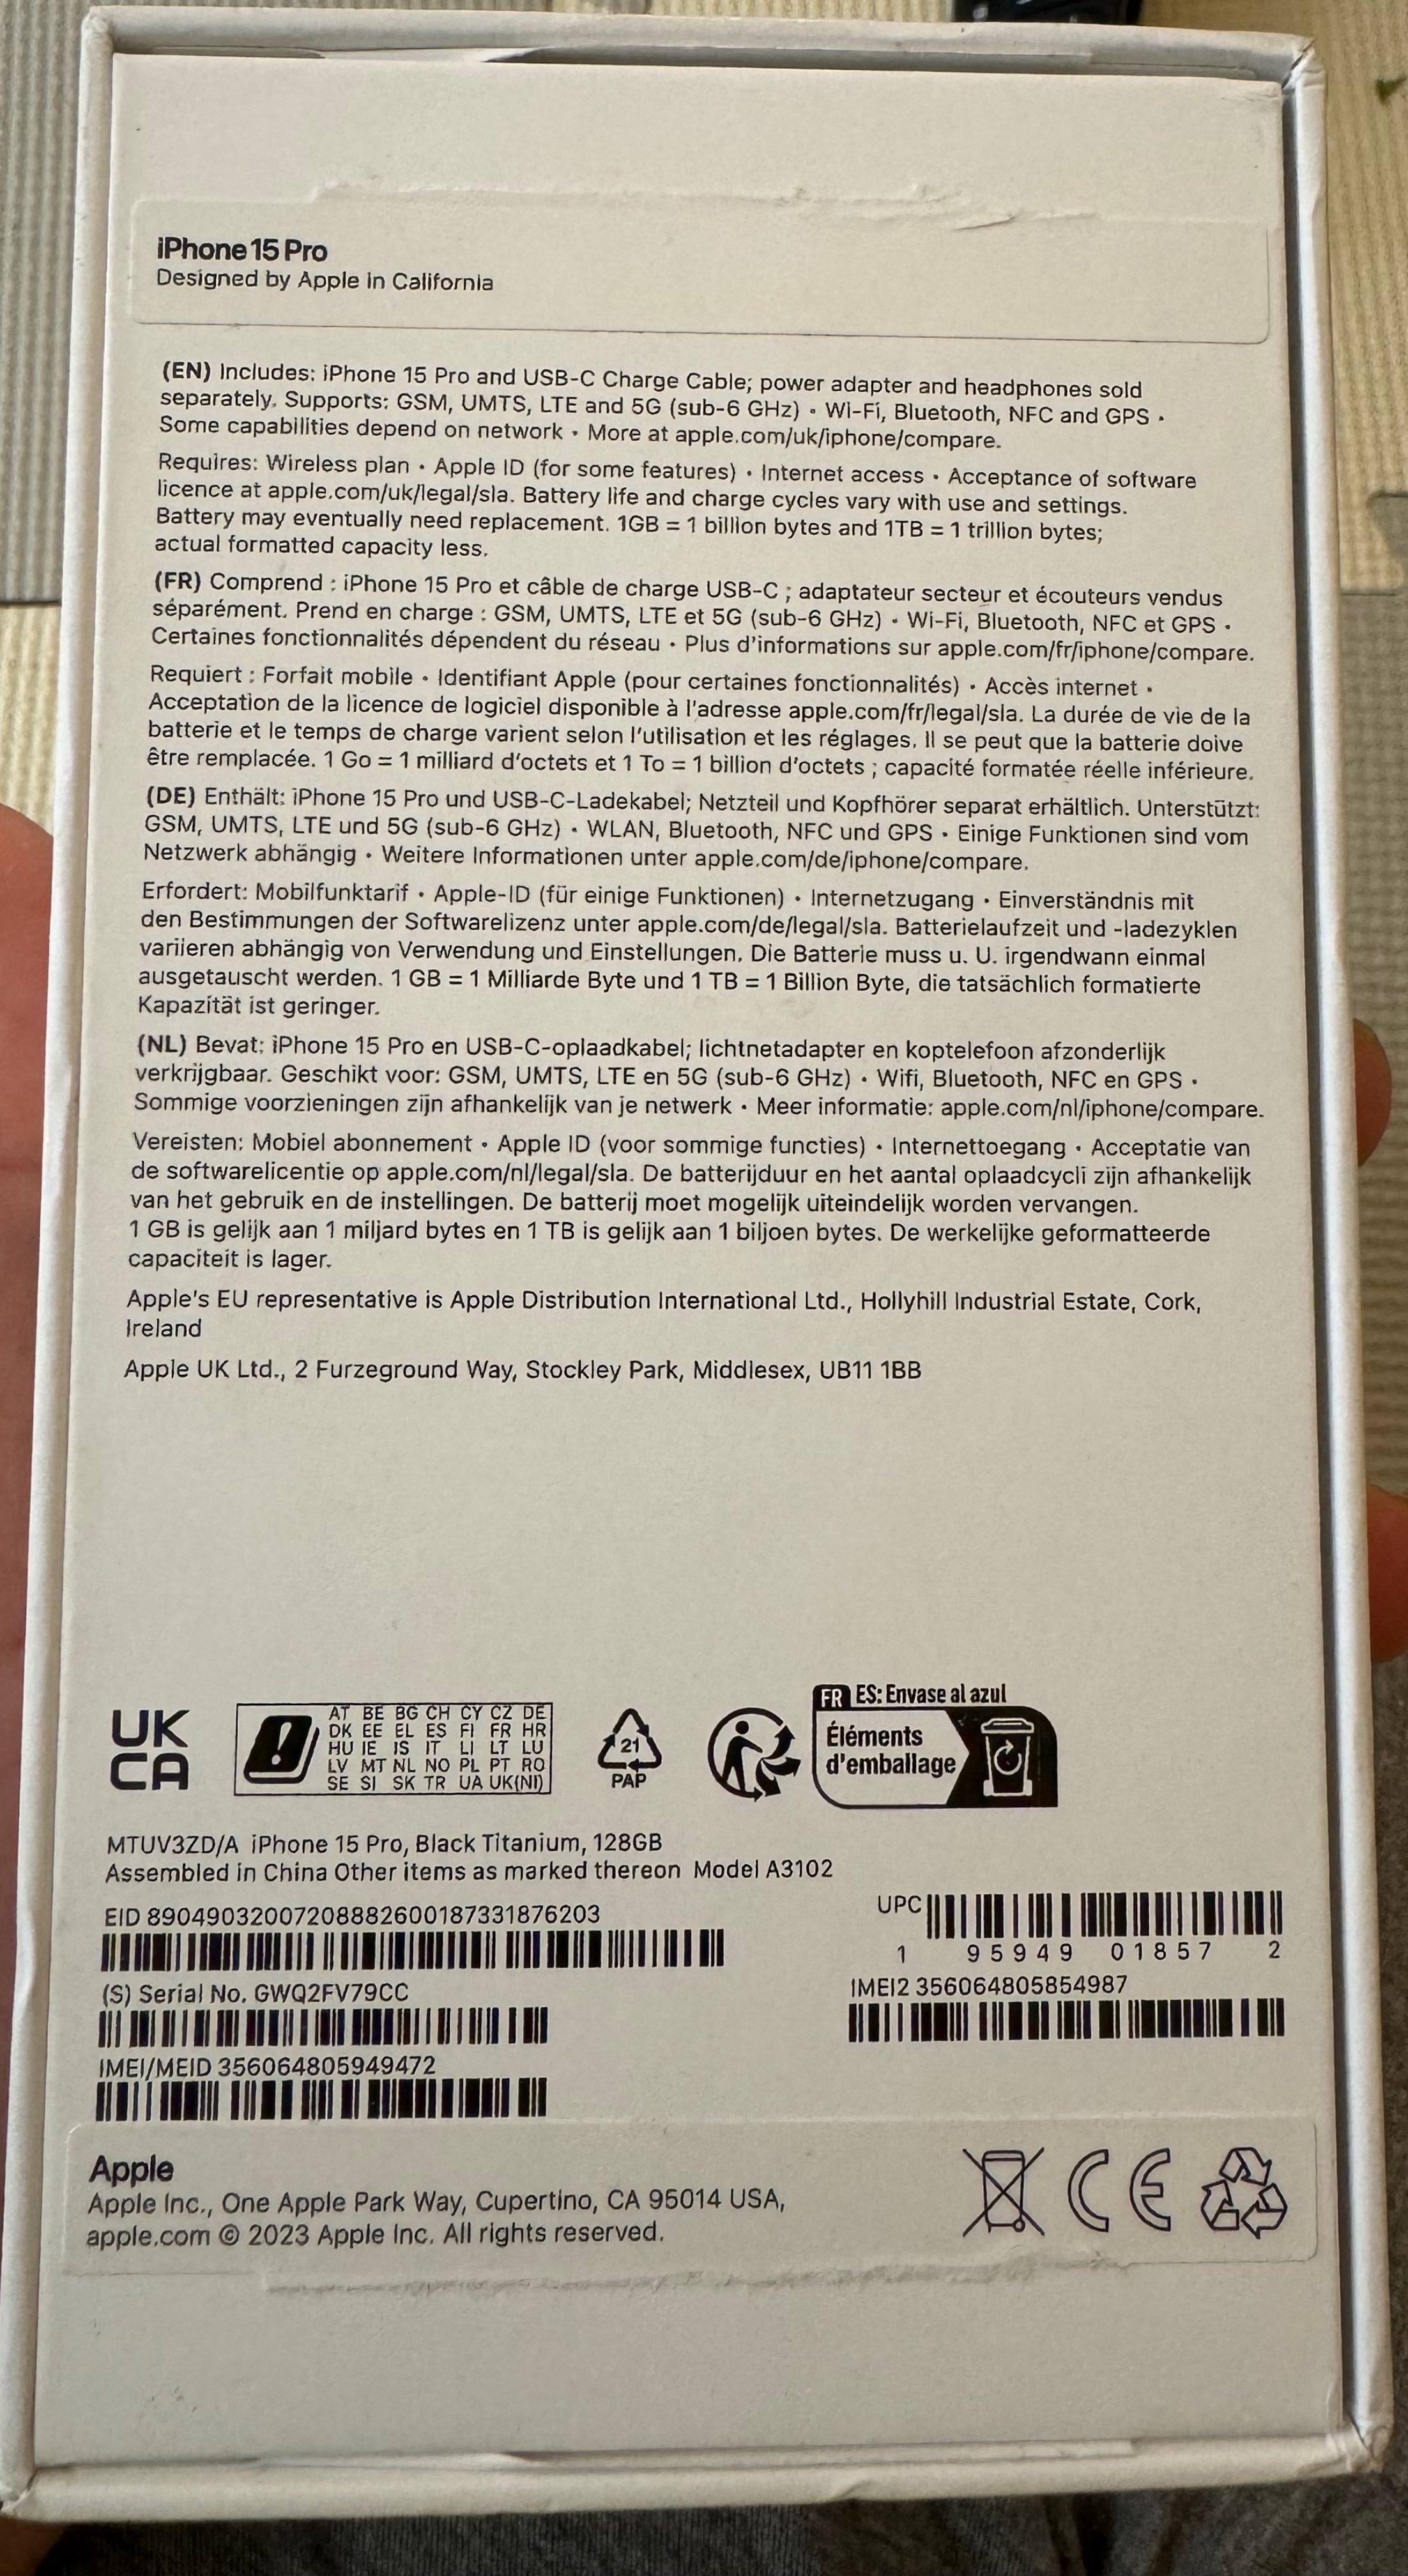 iPhone 15 Pro
Designed by Apple in California
(EN) Includes: iPhone 15 Pro and USB-C Charge Cable; power adapter and headphones sold
separately. Supports: GSM, UMTS, LTE and 5G (sub-6 GHz) • Wi-Fi, Bluetooth, NFC and GPS •
Some capabilities depend on network • More at apple.com/uk/iphone/compare.
Requires: Wireless plan • Apple ID (for some features) • Internet access • Acceptance of software
licence at apple.com/uk/legal/sla. Battery life and charge cycles vary with use and settings.
Battery may eventually need replacement. 1GB = 1 billion bytes and 1TB = 1 trillion bytes;
actual formatted capacity less.
(FR) Comprend : iPhone 15 Pro et câble de charge USB-C ; adaptateur secteur et écouteurs vendus
séparément. Prend en charge : GSM, UMTS, LTE et 5G (sub-6 GHz) • Wi-Fi, Bluetooth, NFC et GPS •
Certaines fonctionnalités dépendent du réseau • Plus d'informations sur apple.com/fr/iphone/compare.
Requiert : Forfait mobile • Identifiant Apple (pour certaines fonctionnalités) • Accès internet •
Acceptation de la licence de logiciel disponible à l'adresse apple.com/fr/legal/sla. La durée de vie de la
batterie et le temps de charge varient selon l'utilisation et les réglages. Il se peut que la batterie doive
être remplacée. 1 Go = 1 milliard d'octets et 1 To = 1 billion d'octets ; capacité formatée réelle inférieure.
(DE) Enthält: iPhone 15 Pro und USB-C-Ladekabel; Netzteil und Kopfhörer separat erhältlich. Unterstützt:
GSM, UMTS, LTE und 5G (sub-6 GHz) • WLAN, Bluetooth, NFC und GPS • Einige Funktionen sind vom
Netzwerk abhängig • Weitere Informationen unter apple.com/de/iphone/compare.
Erfordert: Mobilfunktarif • Apple-ID (für einige Funktionen) • Internetzugang • Einverständnis mit
den Bestimmungen der Softwarelizenz unter apple.com/de/legal/sla. Batterielaufzeit und -ladezyklen
variieren abhängig von Verwendung und Einstellungen. Die Batterie muss u. U. irgendwann einmal
ausgetauscht werden. 1 GB = 1 Milliarde Byte und 1 TB = 1 Billion Byte, die tatsächlich formatierte
Kapazität ist geringer.
(NL) Bevat: iPhone 15 Pro en USB-C-oplaadkabel; lichtnetadapter en koptelefoon afzonderlijk
verkrijgbaar. Geschikt voor: GSM, UMTS, LTE en 5G (sub-6 GHz) • Wifi, Bluetooth, NFC en GPS •
Sommige voorzieningen zijn afhankelijk van je netwerk • Meer informatie: apple.com/nl/iphone/compare.
Vereisten: Mobiel abonnement • Apple ID (voor sommige functies) • Internettoegang • Acceptatie van
de softwarelicentie op apple.com/nl/legal/sla. De batterijduur en het aantal oplaadcycli zijn afhankelijk
van het gebruik en de instellingen. De batterij moet mogelijk uiteindelijk worden vervangen.
1 GB is gelijk aan 1 miljard bytes en 1 TB is gelijk aan 1 biljoen bytes. De werkelijke geformatteerde
capaciteit is lager.
Apple's EU representative is Apple Distribution International Ltd., Hollyhill Industrial Estate, Cork,
Ireland
Apple UK Ltd., 2 Furzeground Way, Stockley Park, Middlesex, UB11 1BB
UK
CA
AT BE BG CH CY CZ DE
DK EE EL ES FI FR HR
HU IE IS IT LI LT LU
LV MT NL NO PL PT RO
SE SI SK TR UA UK(NI)
21
PAP
FR ES: Envase al azul
Éléments
d'emballage
MTUV3ZD/A iPhone 15 Pro, Black Titanium, 128GB
Assembled in China Other items as marked thereon Model A3102
EID 89049032007208882600187331876203
UPC
1 95949 01857 2
(S) Serial No. GWQ2FV79CC
IMEI2 356064805854987
IMEI/MEID 356064805949472
Apple
Apple Inc., One Apple Park Way, Cupertino, CA 95014 USA,
apple.com © 2023 Apple Inc. All rights reserved.
CE